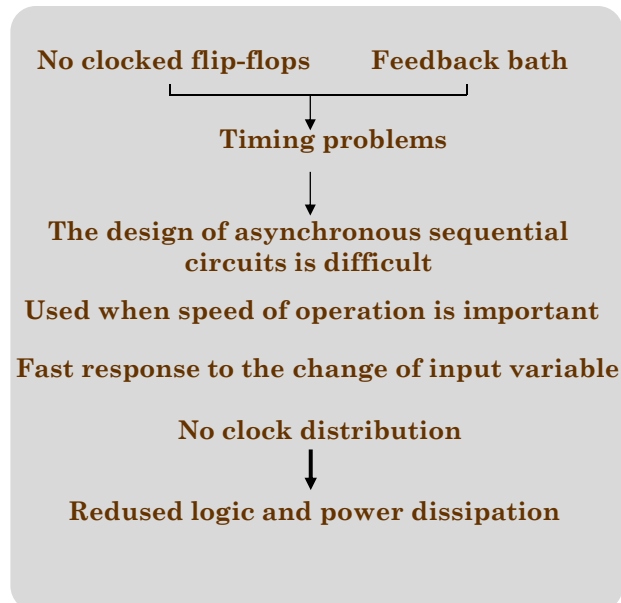 No clocked flip-flops Feedback bath
Timing problems
The design of asynchronous sequential
circuits is difficult
Used when speed of operation is important
Fast response to the change of input variable
No clock distribution
Redused logic and power dissipation